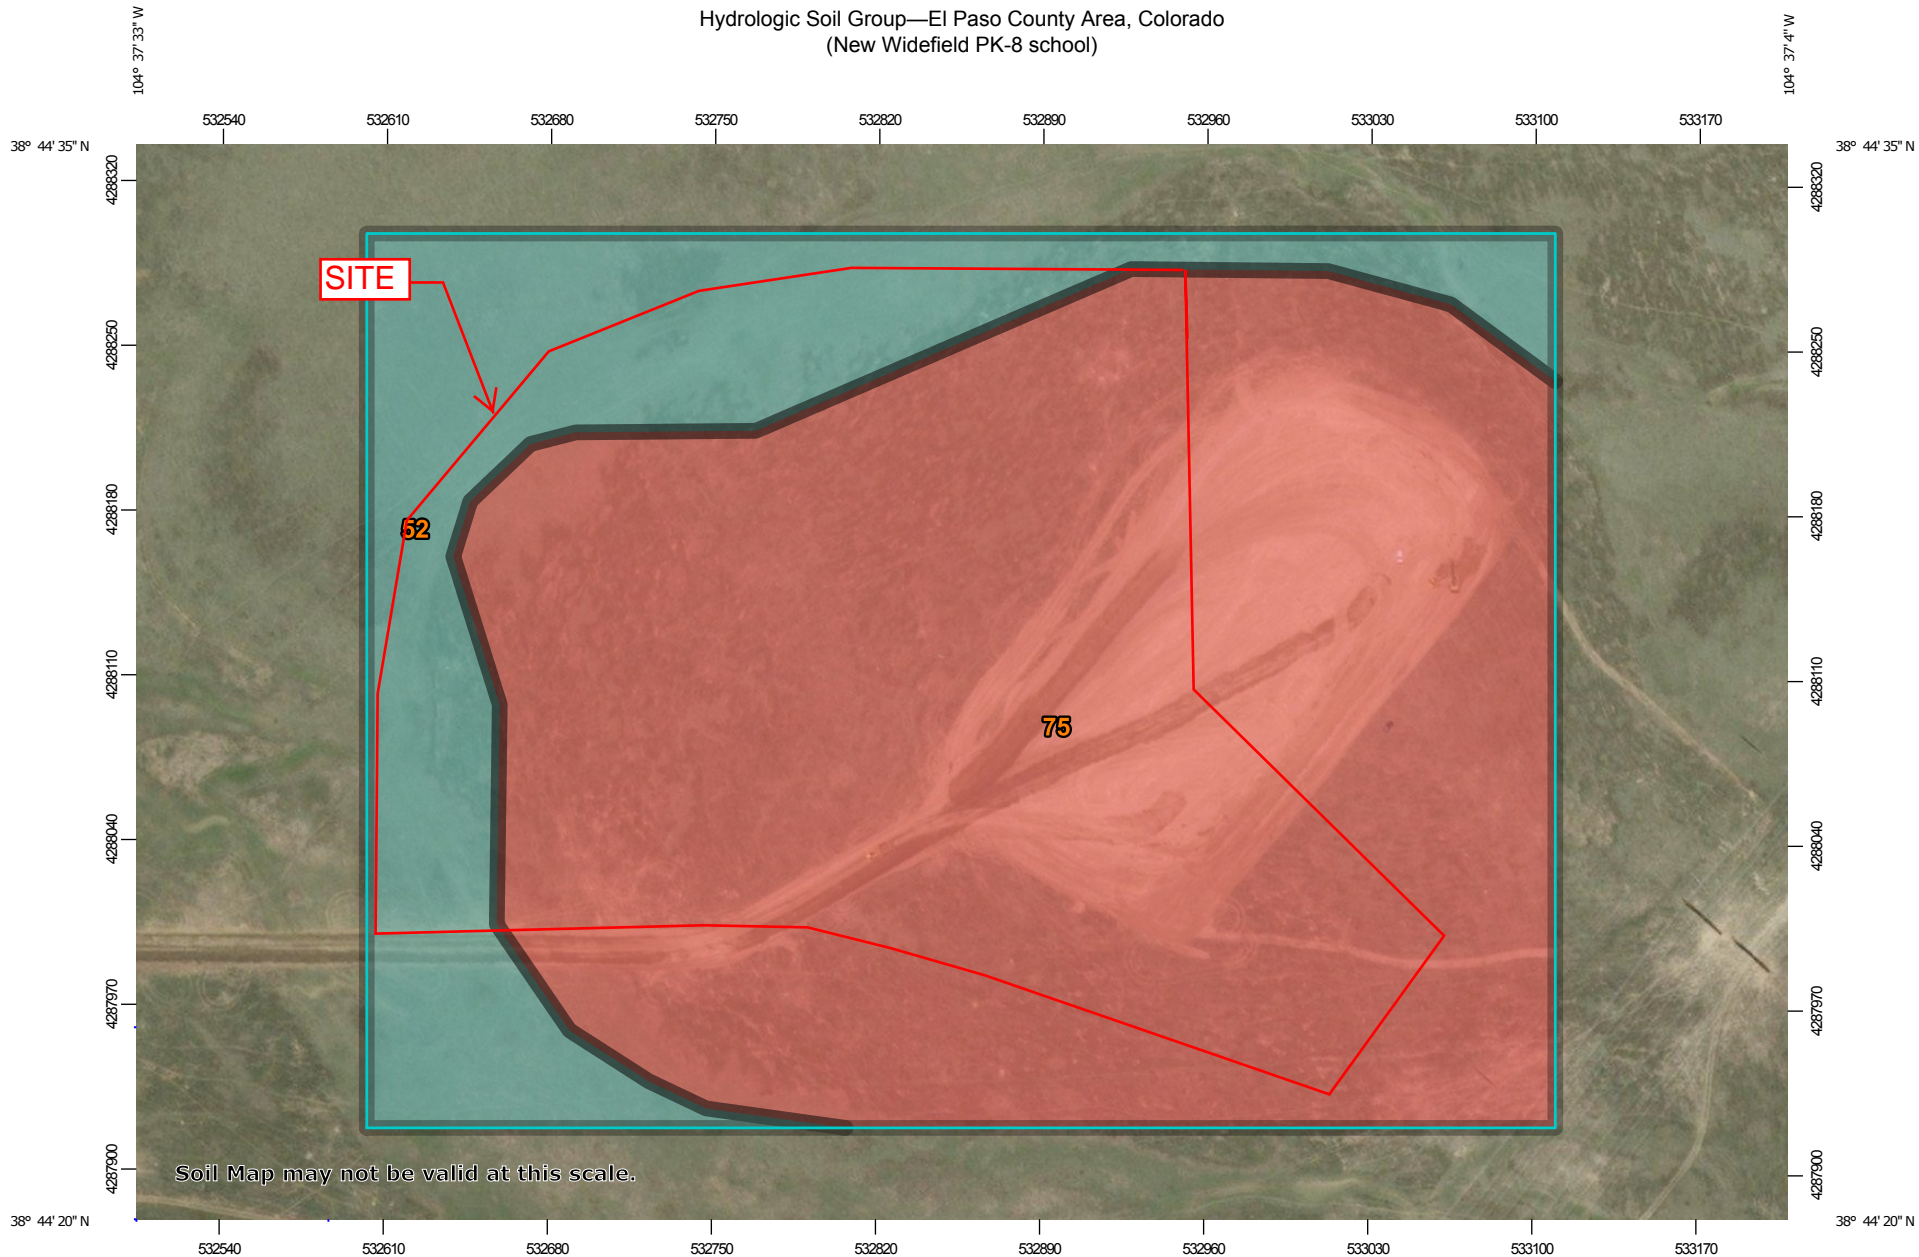 Hydrologic Soil Group—El Paso County Area, Colorado
(New Widefield PK-8 school)
104° 37' 33" W
104° 37' 4" W
532540 532610 532680 532750 532820 532890 532960 533030 533100 533170
38° 44' 35" N
38° 44' 35" N
4288320
4288320
SITE
4288250
4288250
4288180
4288180
52
4288110
4288110
75
4288040
4288040
4287970
4287970
4287900
4287900
Soil Map may not be valid at this scale.
38° 44' 20" N
38° 44' 20" N
532540 532610 532680 532750 532820 532890 532960 533030 533100 533170